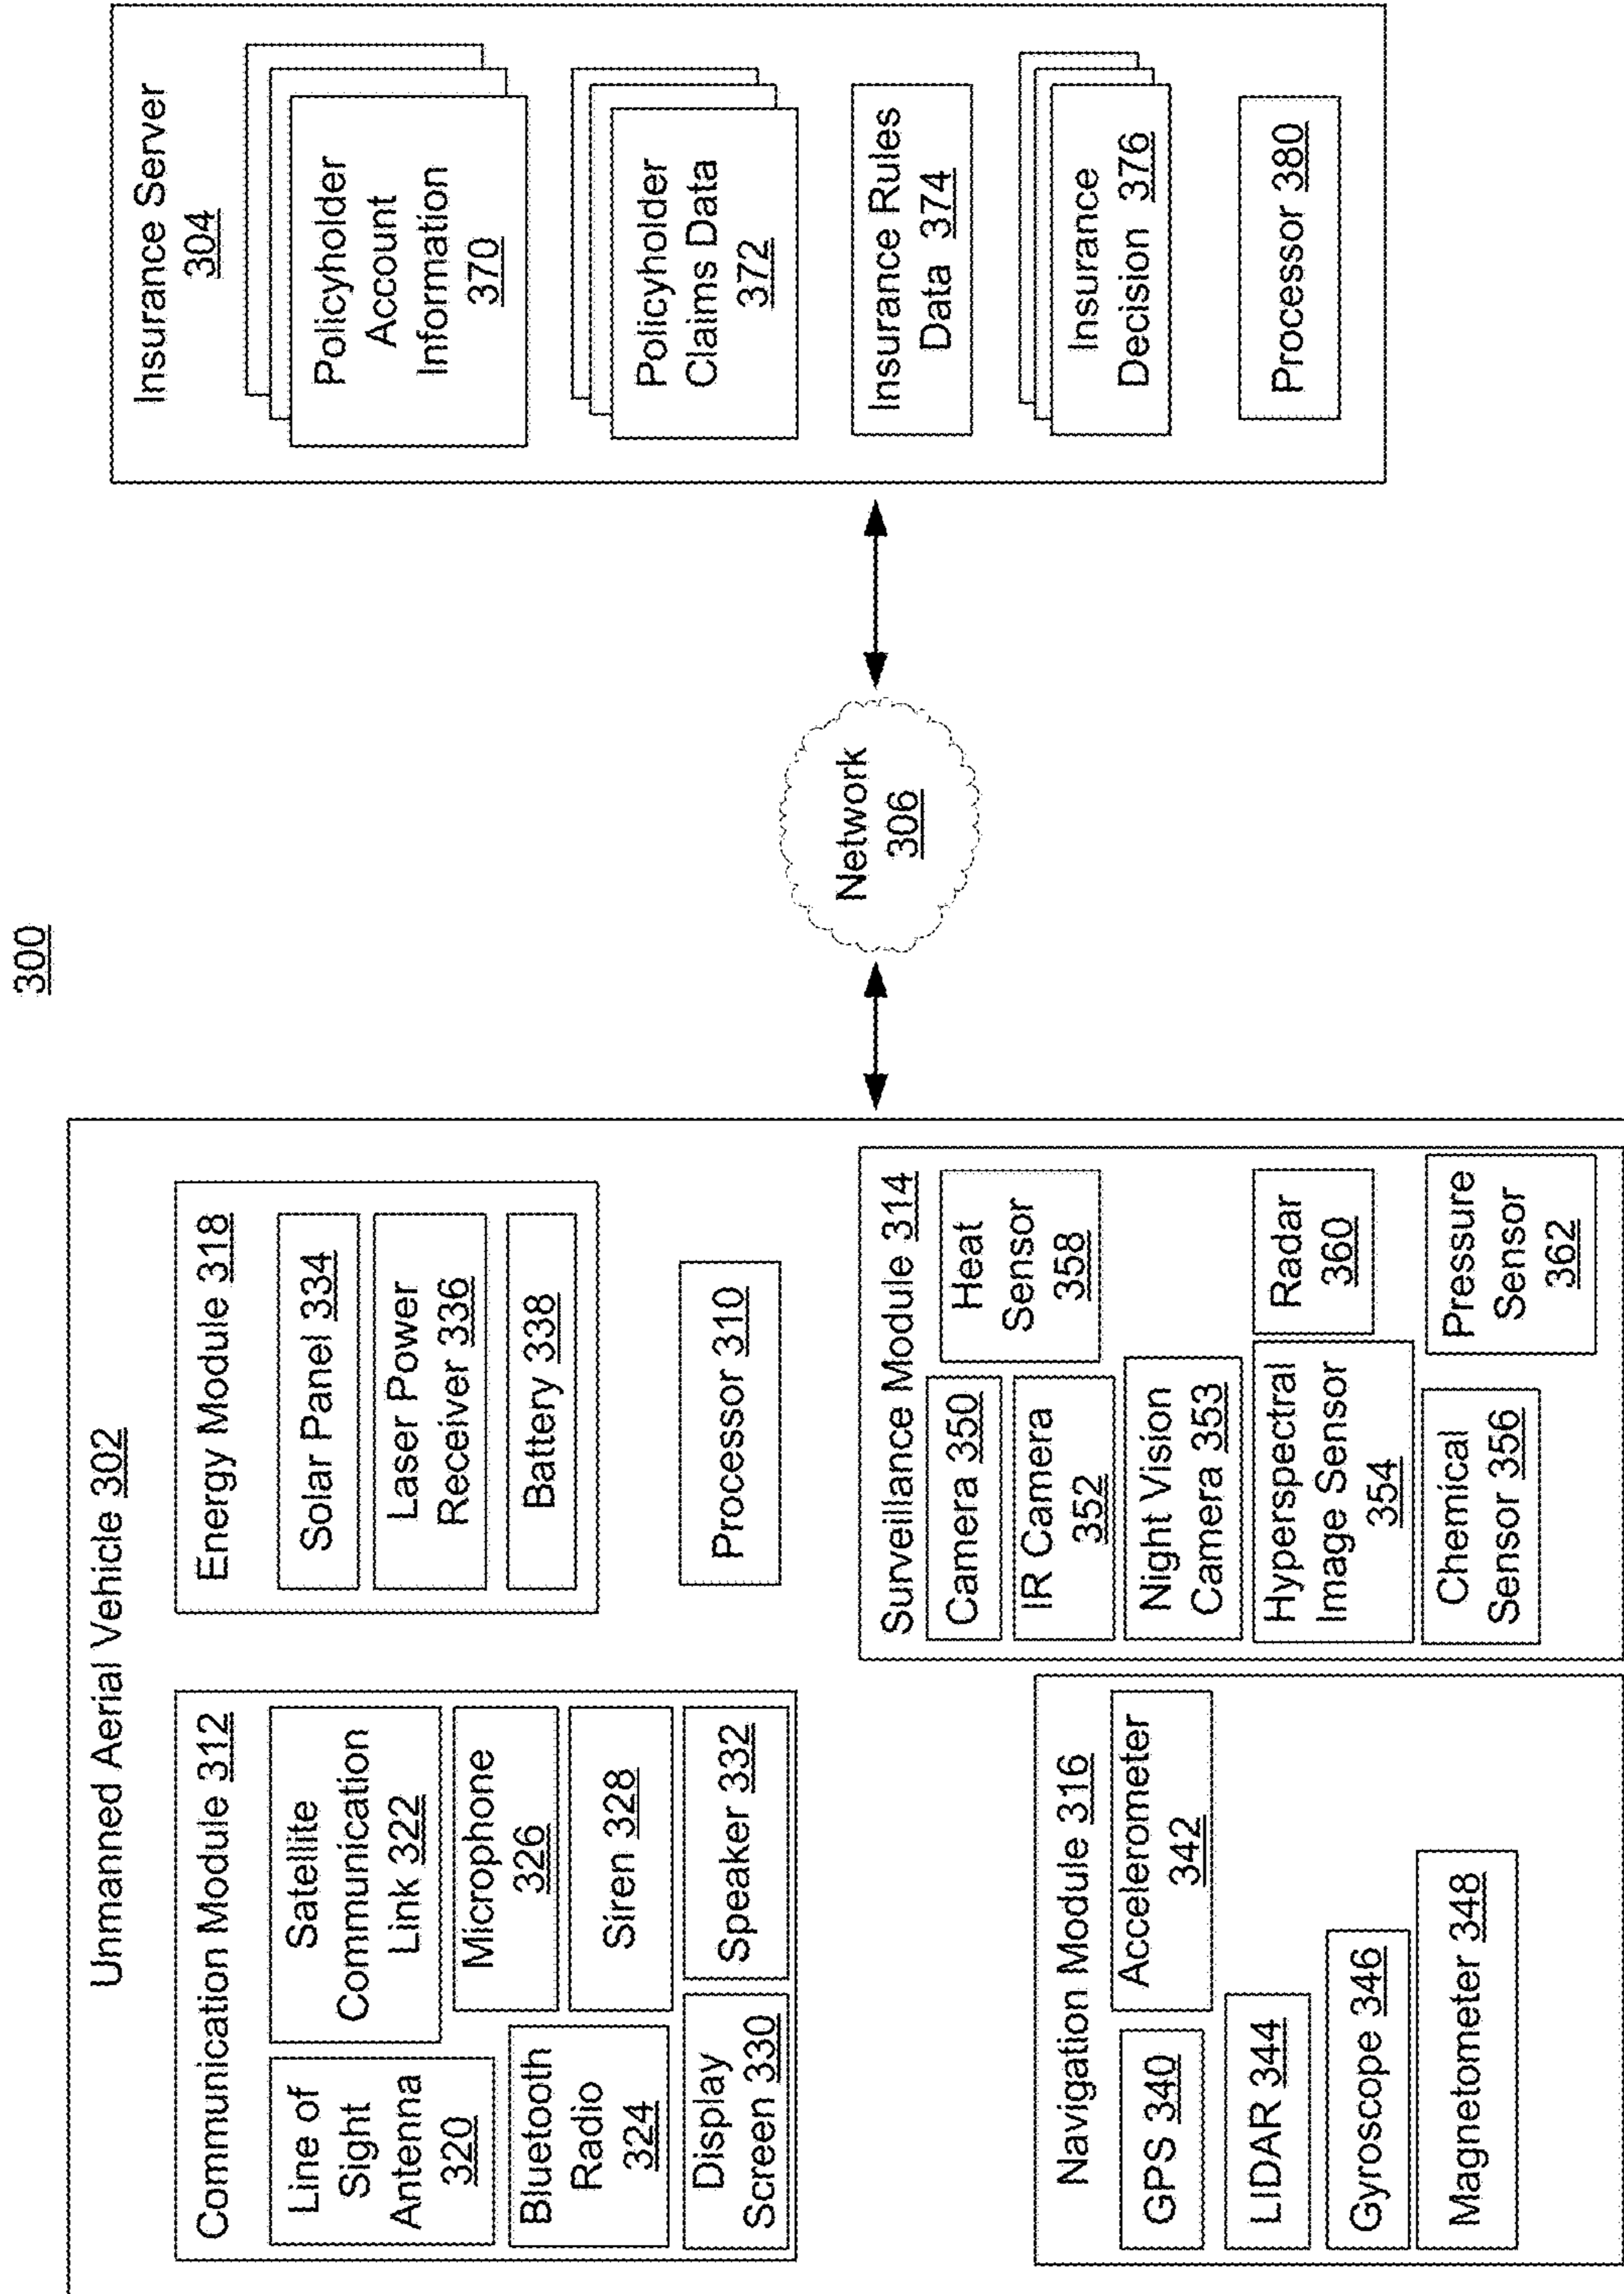 300
Unmanned Aerial Vehicle 302
Communication Module 312
Line of
Sight
Antenna
320
Satellite
Communication
Link 322
Bluetooth
Radio
324
Microphone
326
Siren 328
Display
Screen 330
Speaker 332
Energy Module 318
Solar Panel 334
Laser Power
Receiver 336
Battery 338
Processor 310
Navigation Module 316
GPS 340
Accelerometer
342
LIDAR 344
Gyroscope 346
Magnetometer 348
Surveillance Module 314
Camera 350
Heat
Sensor
358
IR Camera
352
Night Vision
Camera 353
Hyperspectral
Image Sensor
354
Radar
360
Chemical
Sensor 356
Pressure
Sensor
362
Network
306
Insurance Server
304
Policyholder
Account
Information
370
Policyholder
Claims Data
372
Insurance Rules
Data 374
Insurance
Decision 376
Processor 380